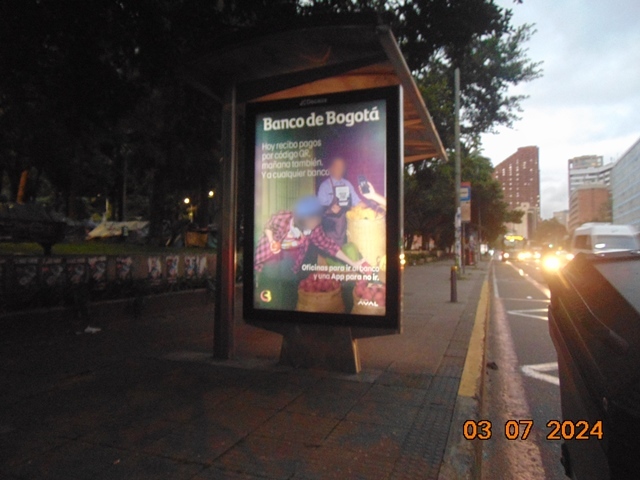 Banco de Bogotá
Hoy recibo pagos
por código QR,
mañana también.
Y a cualquier banco.
Oficinas para ir al banco
y una App para no ir.
AVAL
03 07 2024